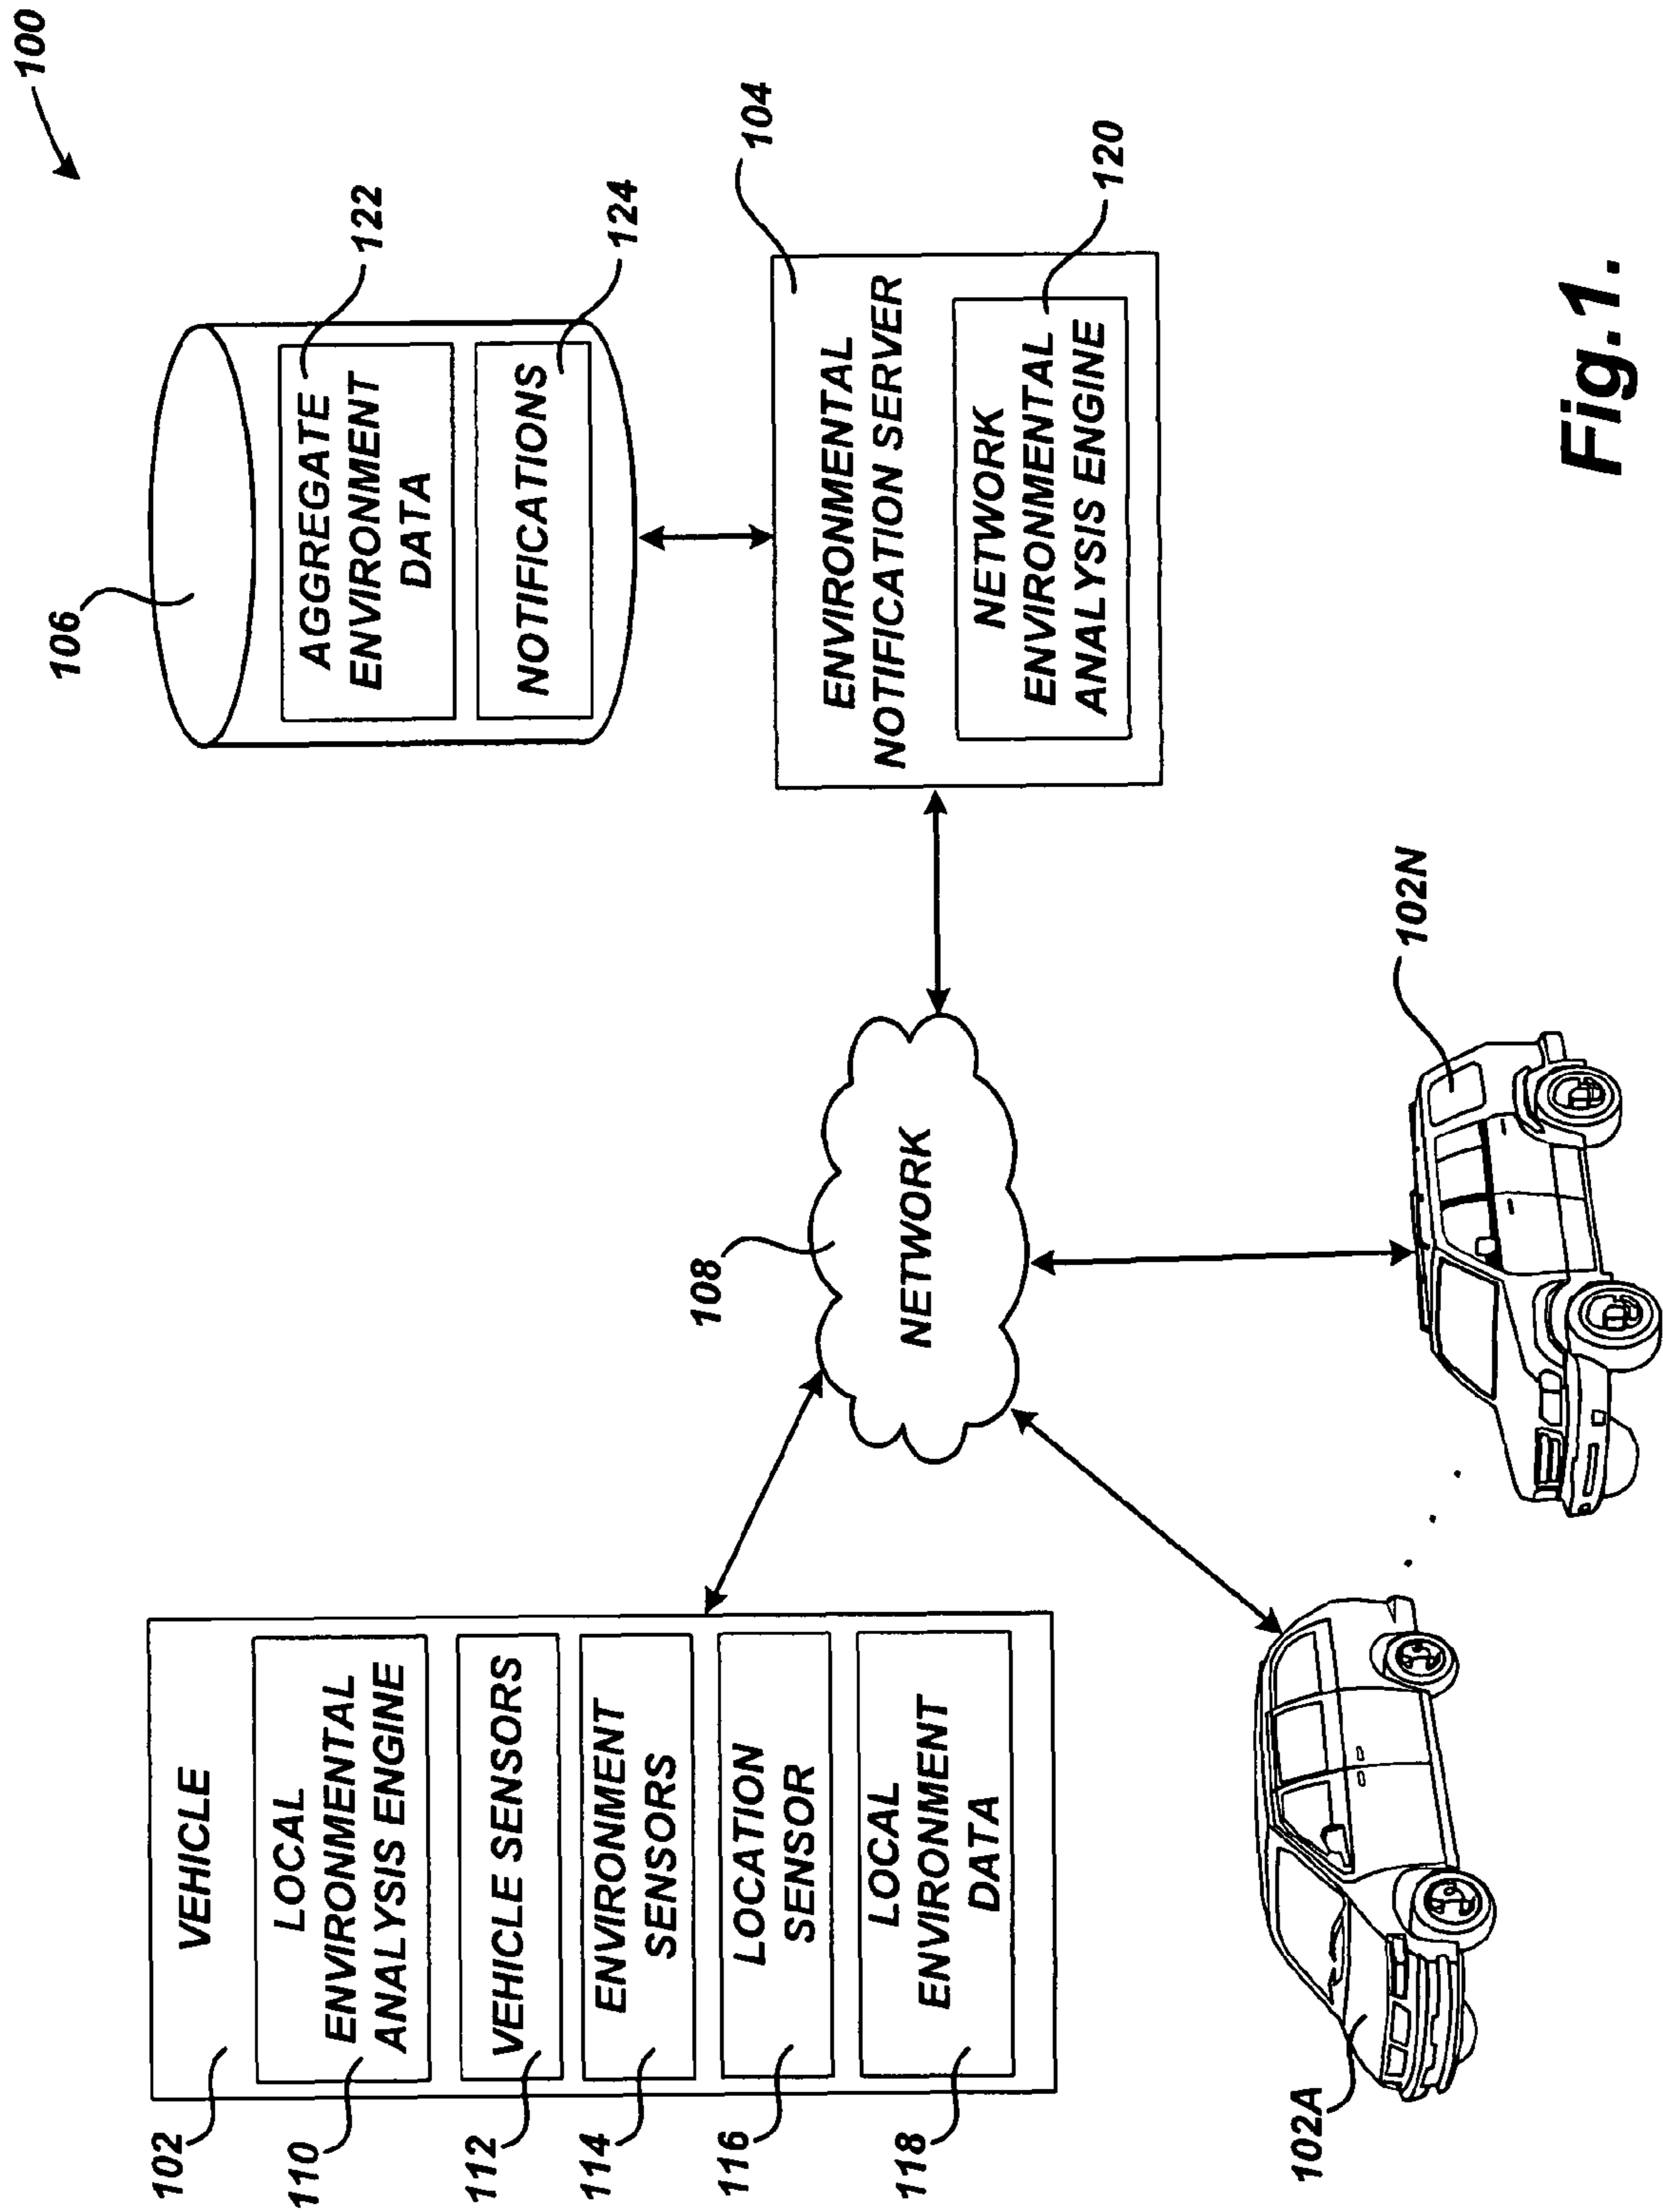 100
106
AGGREGATE
ENVIRONMENT
DATA
122
NOTIFICATIONS
124
102
VEHICLE
110
LOCAL
ENVIRONMENTAL
ANALYSIS ENGINE
112
VEHICLE SENSORS
114
ENVIRONMENT
SENSORS
116
LOCATION
SENSOR
118
LOCAL
ENVIRONMENT
DATA
108
NETWORK
104
ENVIRONMENTAL
NOTIFICATION SERVER
NETWORK
ENVIRONMENTAL
ANALYSIS ENGINE
120
102A
102N
Fig.1.